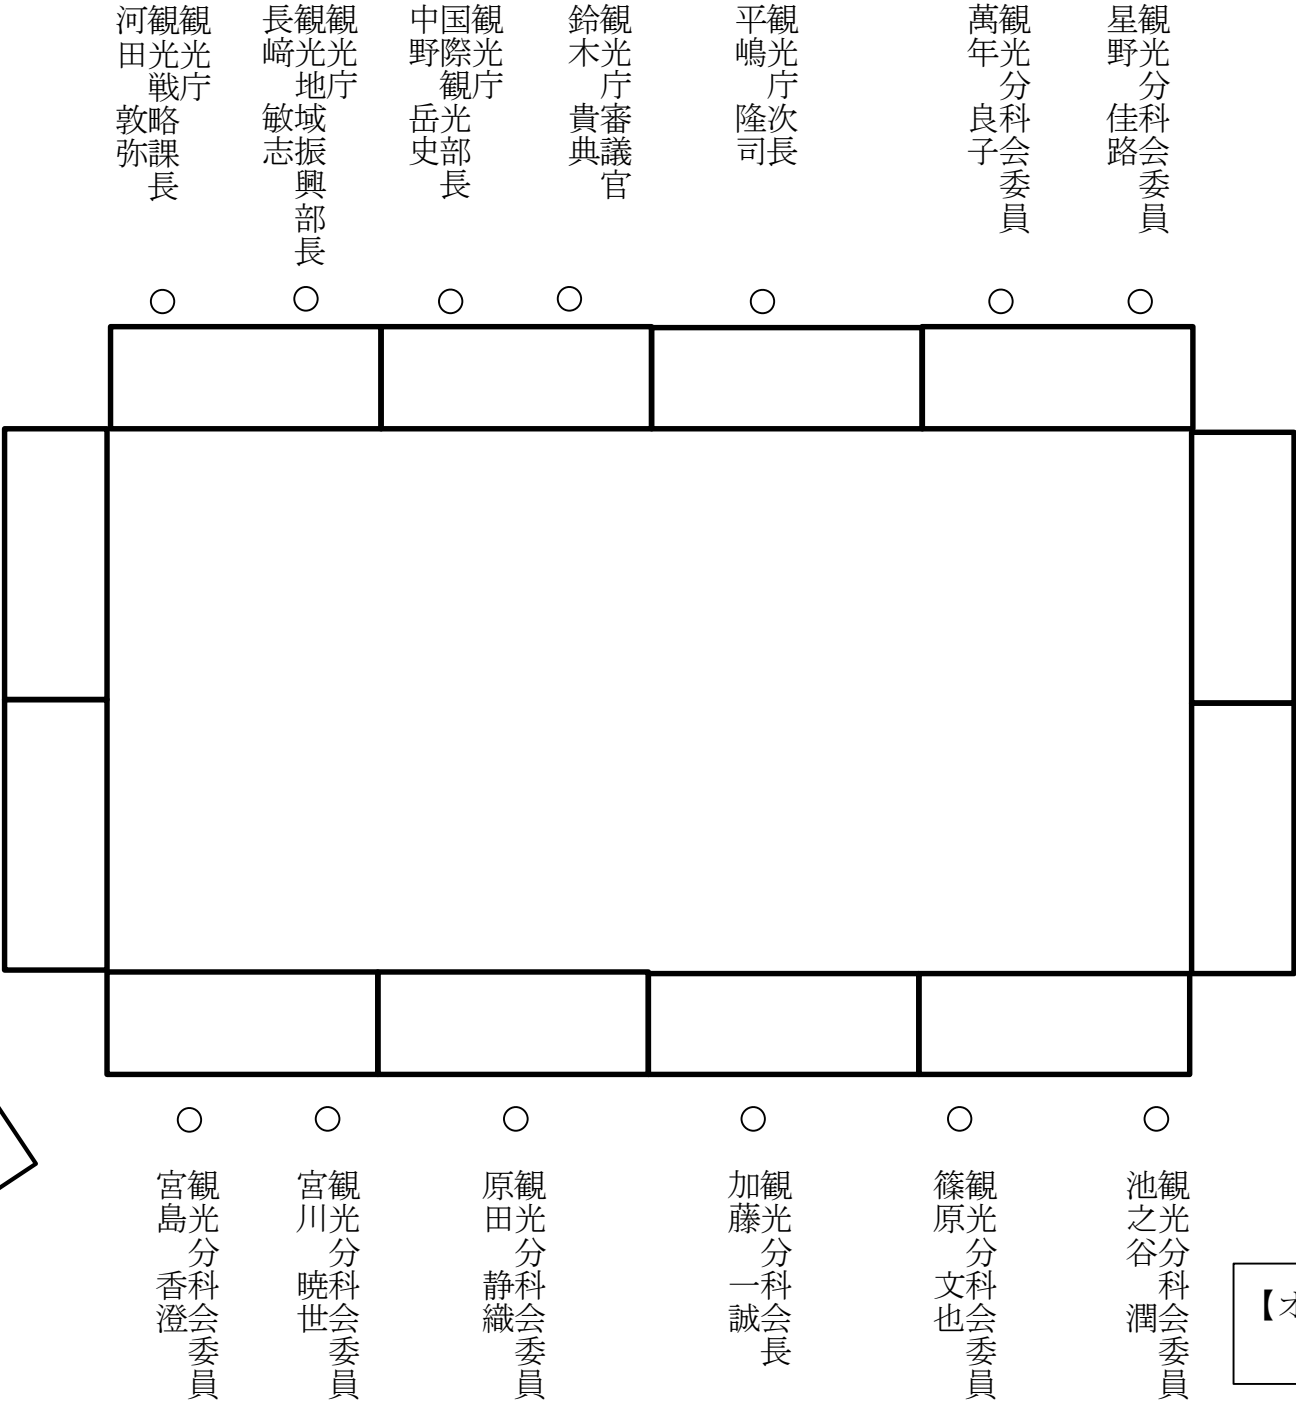 観光分科会委員
星野 佳路
観光分科会委員
萬年 良子
観光庁次長
平嶋 隆司
観光庁審議官
鈴木 貴典
観光庁
国際観光部長
中野 岳史
観光庁
観光地域振興部長
長﨑 敏志
観光庁
観光戦略課長
河田 敦弥
観光分科会委員
池之谷 潤
観光分科会委員
篠原 文也
観光分科会長
加藤 一誠
観光分科会委員
原田 静織
観光分科会委員
宮川 暁世
観光分科会委員
宮島 香澄